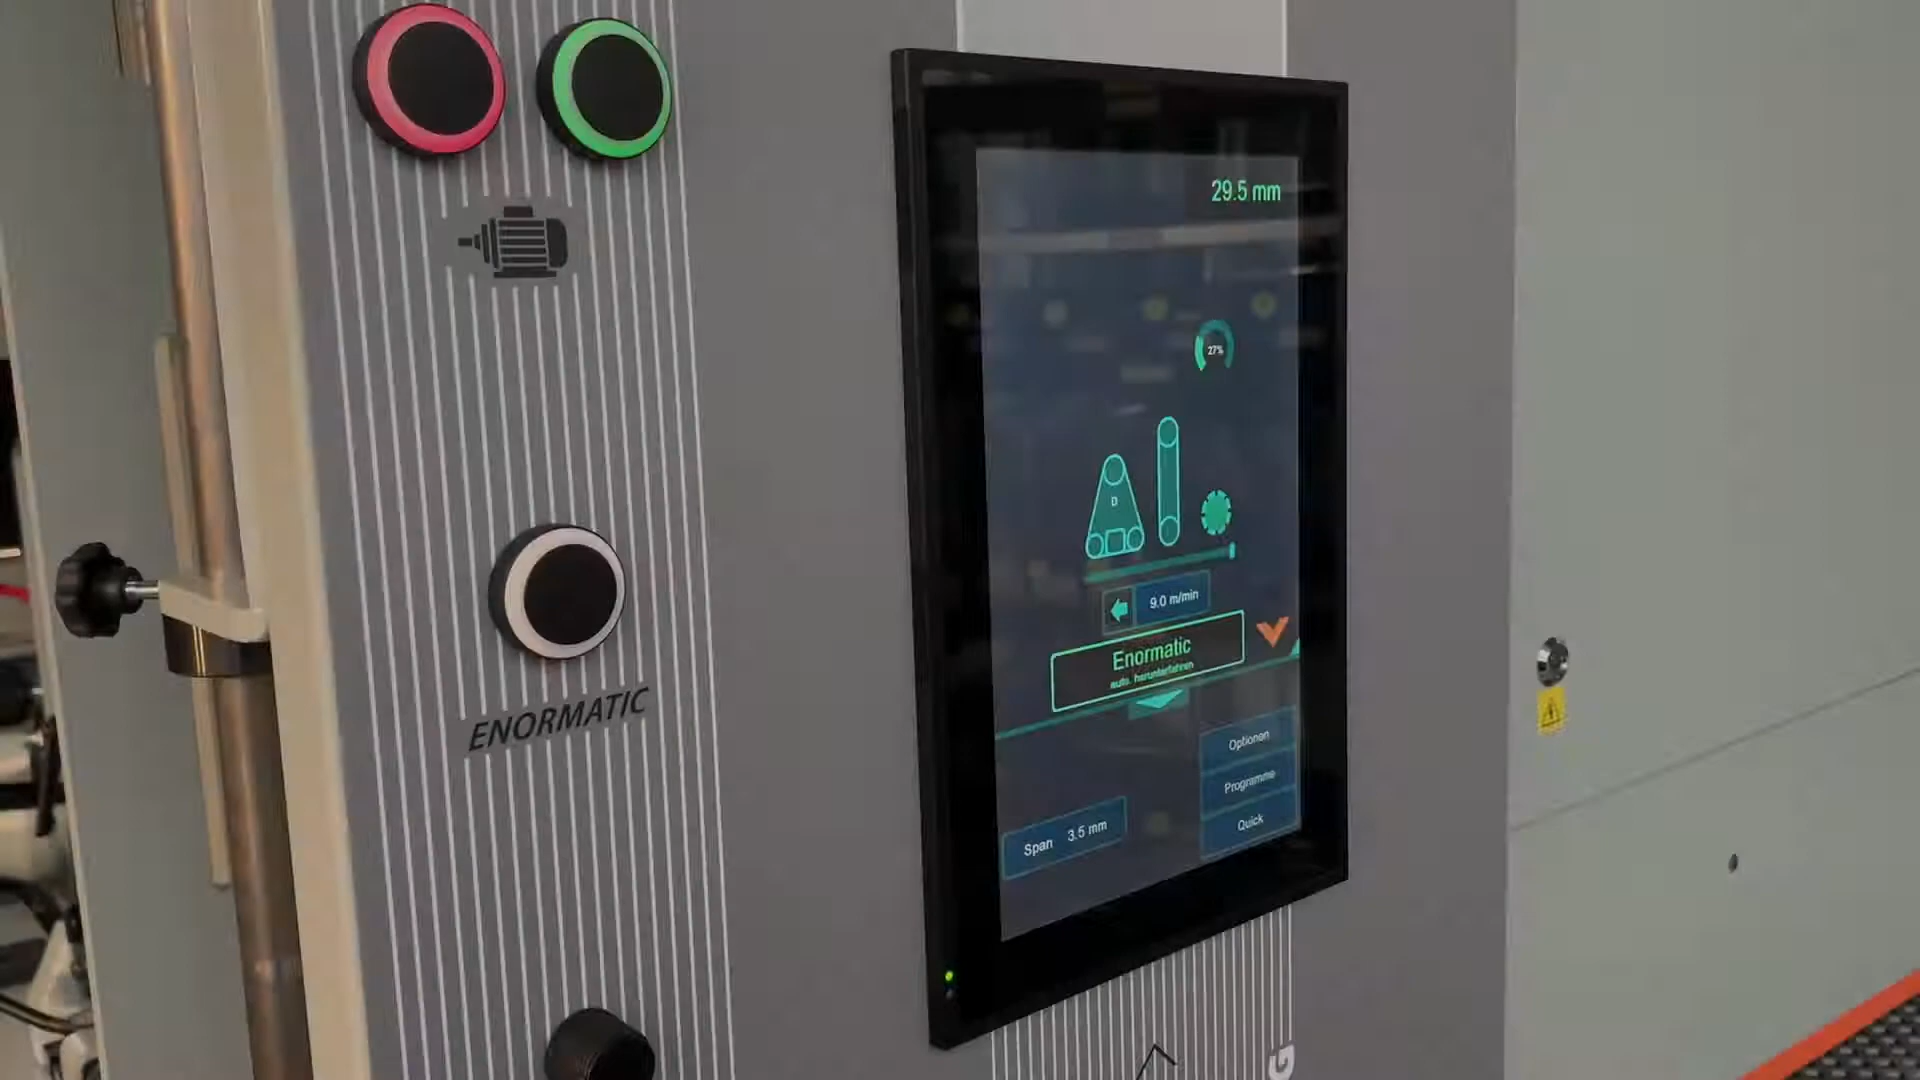 29.5 mm
27%
D
9.0 m/min
Enormatic
auto. herunterfahren
ENORMATIC
Optionen
Programme
Quick
Span 3.5 mm
G